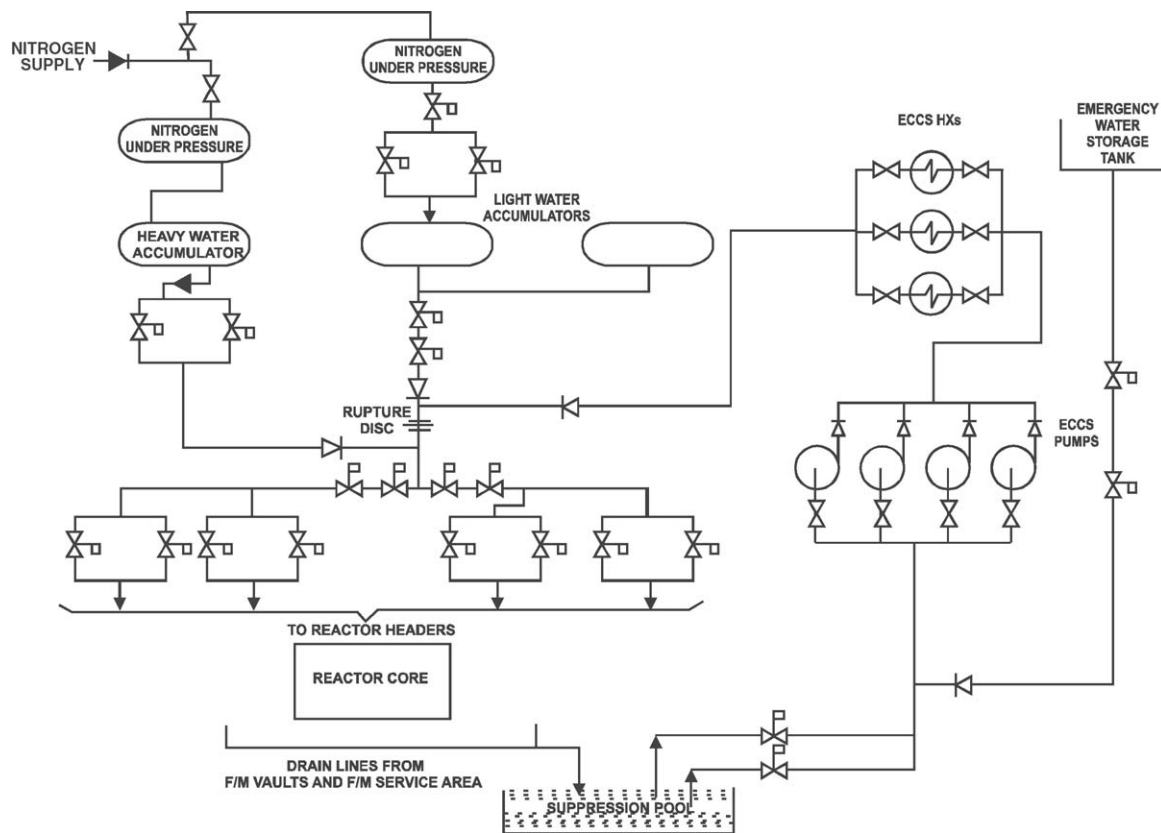 NITROGEN
SUPPLY
NITROGEN
UNDER PRESSURE
NITROGEN
UNDER PRESSURE
ECCS HXs
EMERGENCY
WATER
STORAGE
TANK
LIGHT WATER
ACCUMULATORS
HEAVY WATER
ACCUMULATOR
RUPTURE
DISC
ECCS
PUMPS
TO REACTOR HEADERS
REACTOR CORE
DRAIN LINES FROM
F/M VAULTS AND F/M SERVICE AREA
SUPPRESSION POOL